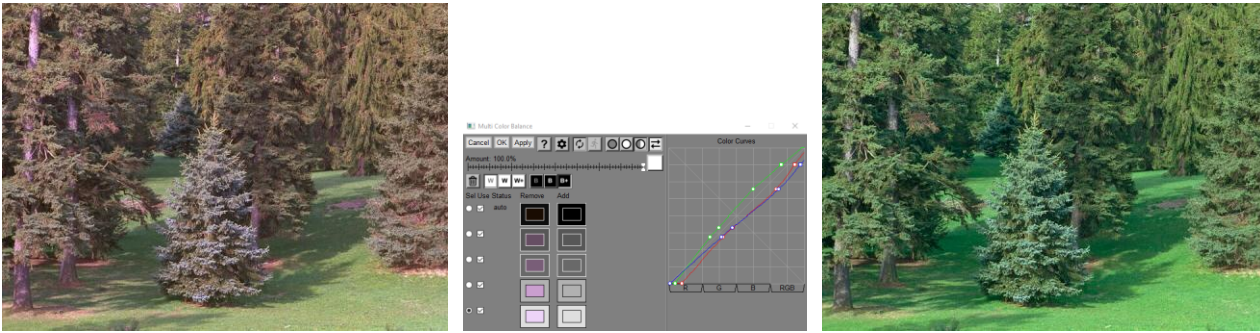 Multi Color Balance
Cancel OK Apply ?
Color Curves
Amount: 100.0%
W W W+ B B B+
Sel Use Status Remove Add
auto
R G B RGB